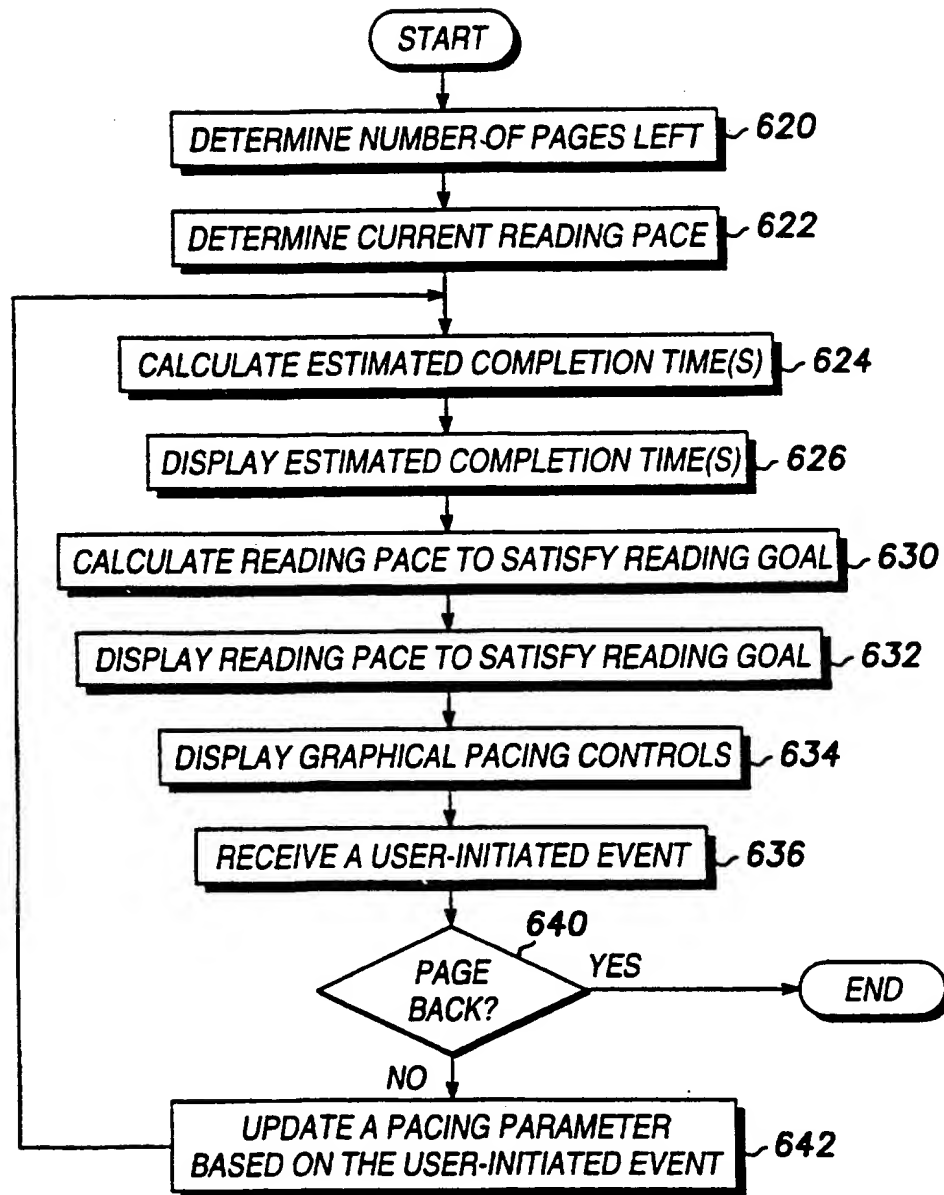 START
DETERMINE NUMBER OF PAGES LEFT 620
DETERMINE CURRENT READING PACE 622
CALCULATE ESTIMATED COMPLETION TIME(S) 624
DISPLAY ESTIMATED COMPLETION TIME(S) 626
CALCULATE READING PACE TO SATISFY READING GOAL 630
DISPLAY READING PACE TO SATISFY READING GOAL 632
DISPLAY GRAPHICAL PACING CONTROLS 634
RECEIVE A USER-INITIATED EVENT 636
640
PAGE
BACK?
YES
END
NO
UPDATE A PACING PARAMETER
BASED ON THE USER-INITIATED EVENT 642